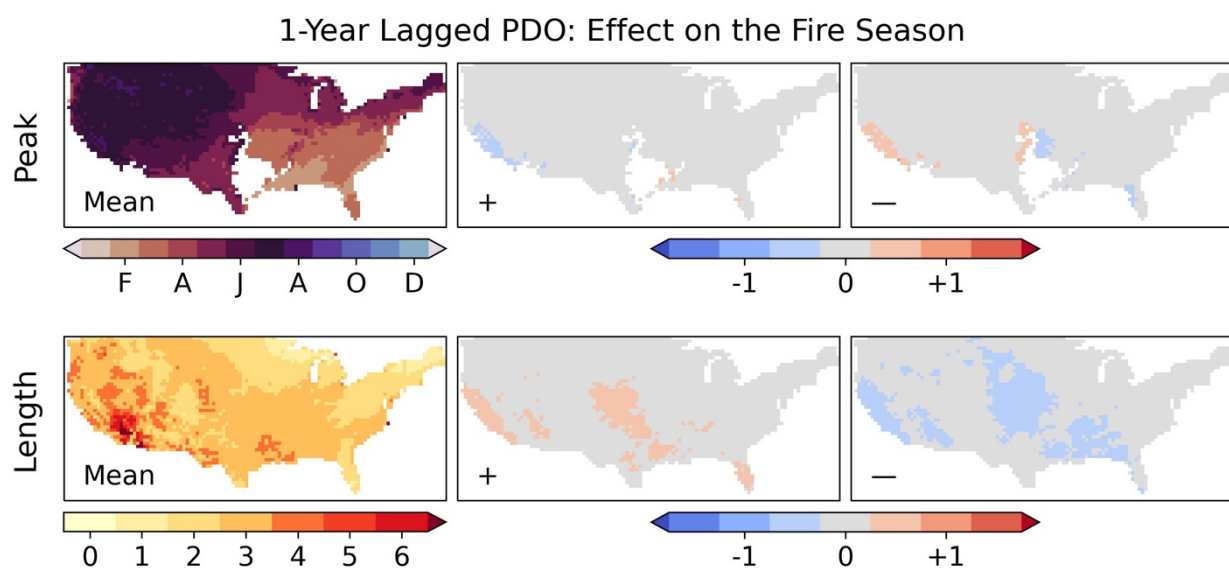 1-Year Lagged PDO: Effect on the Fire Season
Peak
Mean
+
—
F A J A O D
-1 0 +1
Length
Mean
+
—
0 1 2 3 4 5 6
-1 0 +1